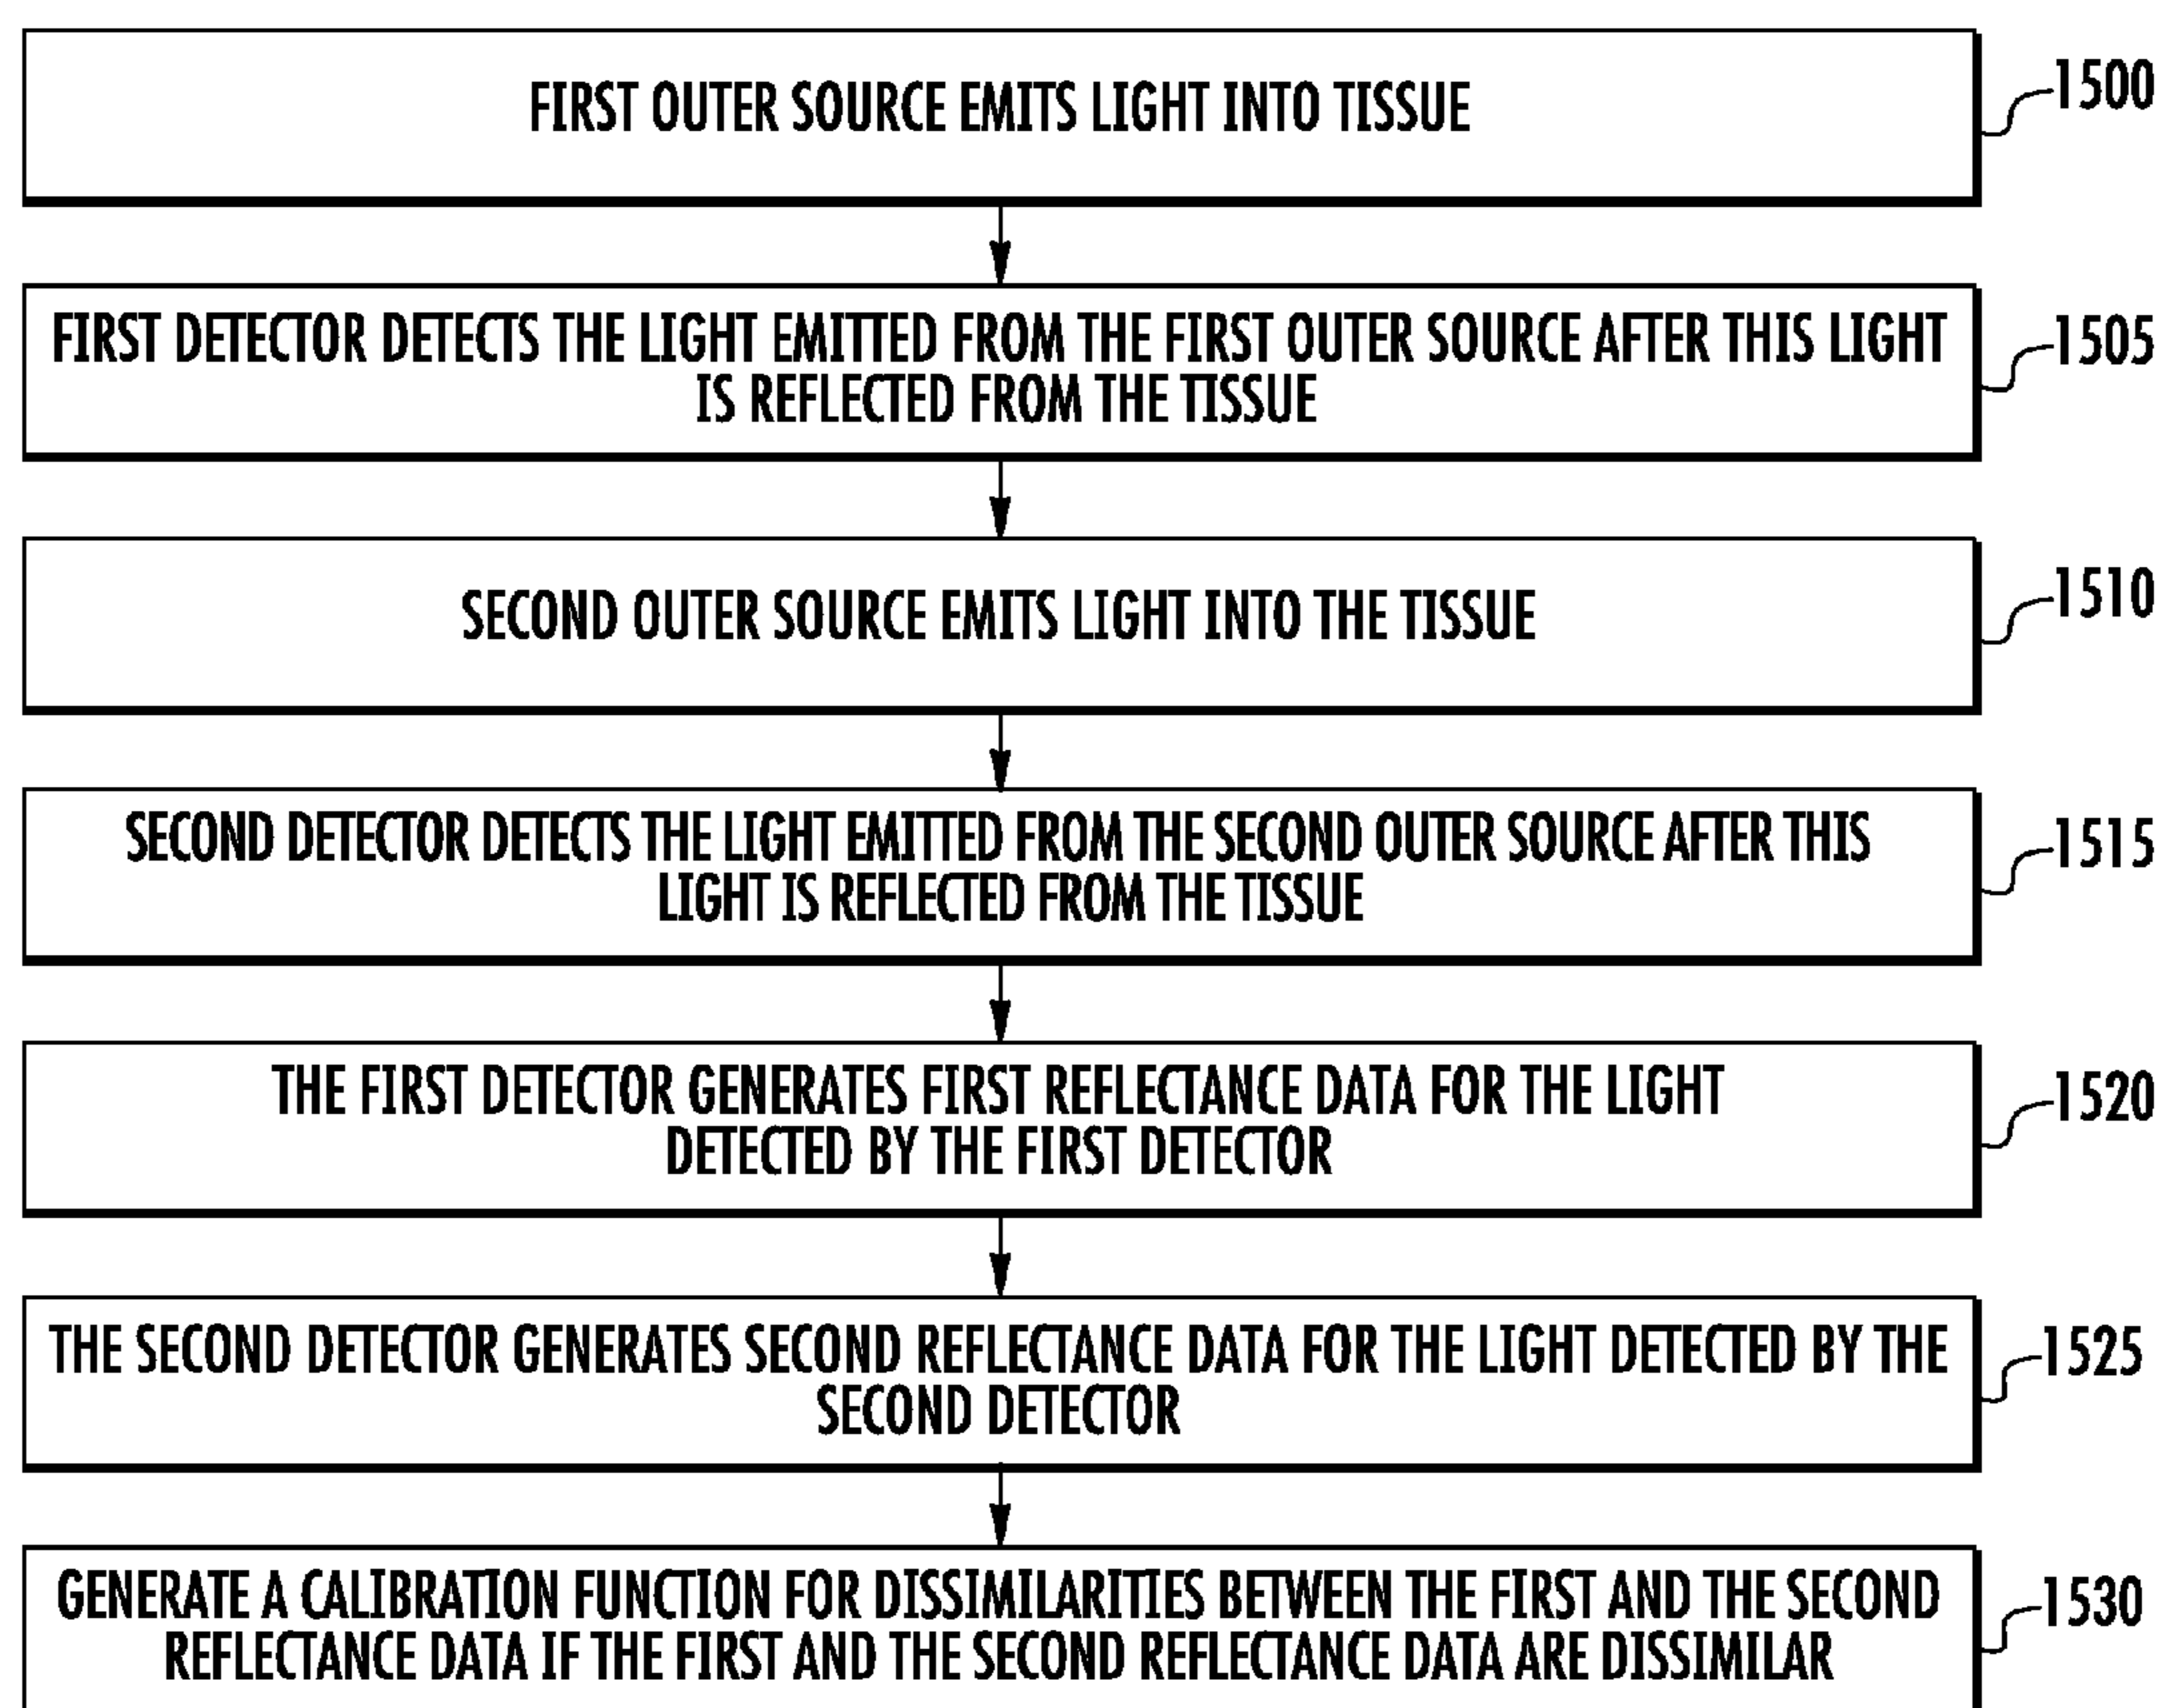 FIRST OUTER SOURCE EMITS LIGHT INTO TISSUE
1500
FIRST DETECTOR DETECTS THE LIGHT EMITTED FROM THE FIRST OUTER SOURCE AFTER THIS LIGHT
IS REFLECTED FROM THE TISSUE
1505
SECOND OUTER SOURCE EMITS LIGHT INTO THE TISSUE
1510
SECOND DETECTOR DETECTS THE LIGHT EMITTED FROM THE SECOND OUTER SOURCE AFTER THIS
LIGHT IS REFLECTED FROM THE TISSUE
1515
THE FIRST DETECTOR GENERATES FIRST REFLECTANCE DATA FOR THE LIGHT
DETECTED BY THE FIRST DETECTOR
1520
THE SECOND DETECTOR GENERATES SECOND REFLECTANCE DATA FOR THE LIGHT DETECTED BY THE
SECOND DETECTOR
1525
GENERATE A CALIBRATION FUNCTION FOR DISSIMILARITIES BETWEEN THE FIRST AND THE SECOND
REFLECTANCE DATA IF THE FIRST AND THE SECOND REFLECTANCE DATA ARE DISSIMILAR
1530